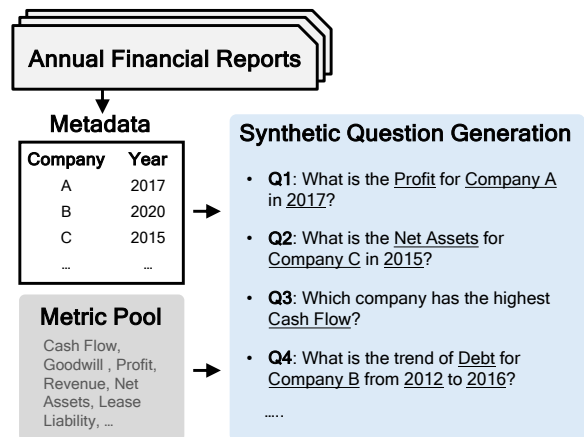 Annual Financial Reports
Metadata
Company Year
A 2017
B 2020
C 2015
... ...
Metric Pool
Cash Flow,
Goodwill , Profit,
Revenue, Net
Assets, Lease
Liability, ...
Synthetic Question Generation
• Q1: What is the Profit for Company A
in 2017?
• Q2: What is the Net Assets for
Company C in 2015?
• Q3: Which company has the highest
Cash Flow?
• Q4: What is the trend of Debt for
Company B from 2012 to 2016?
.....